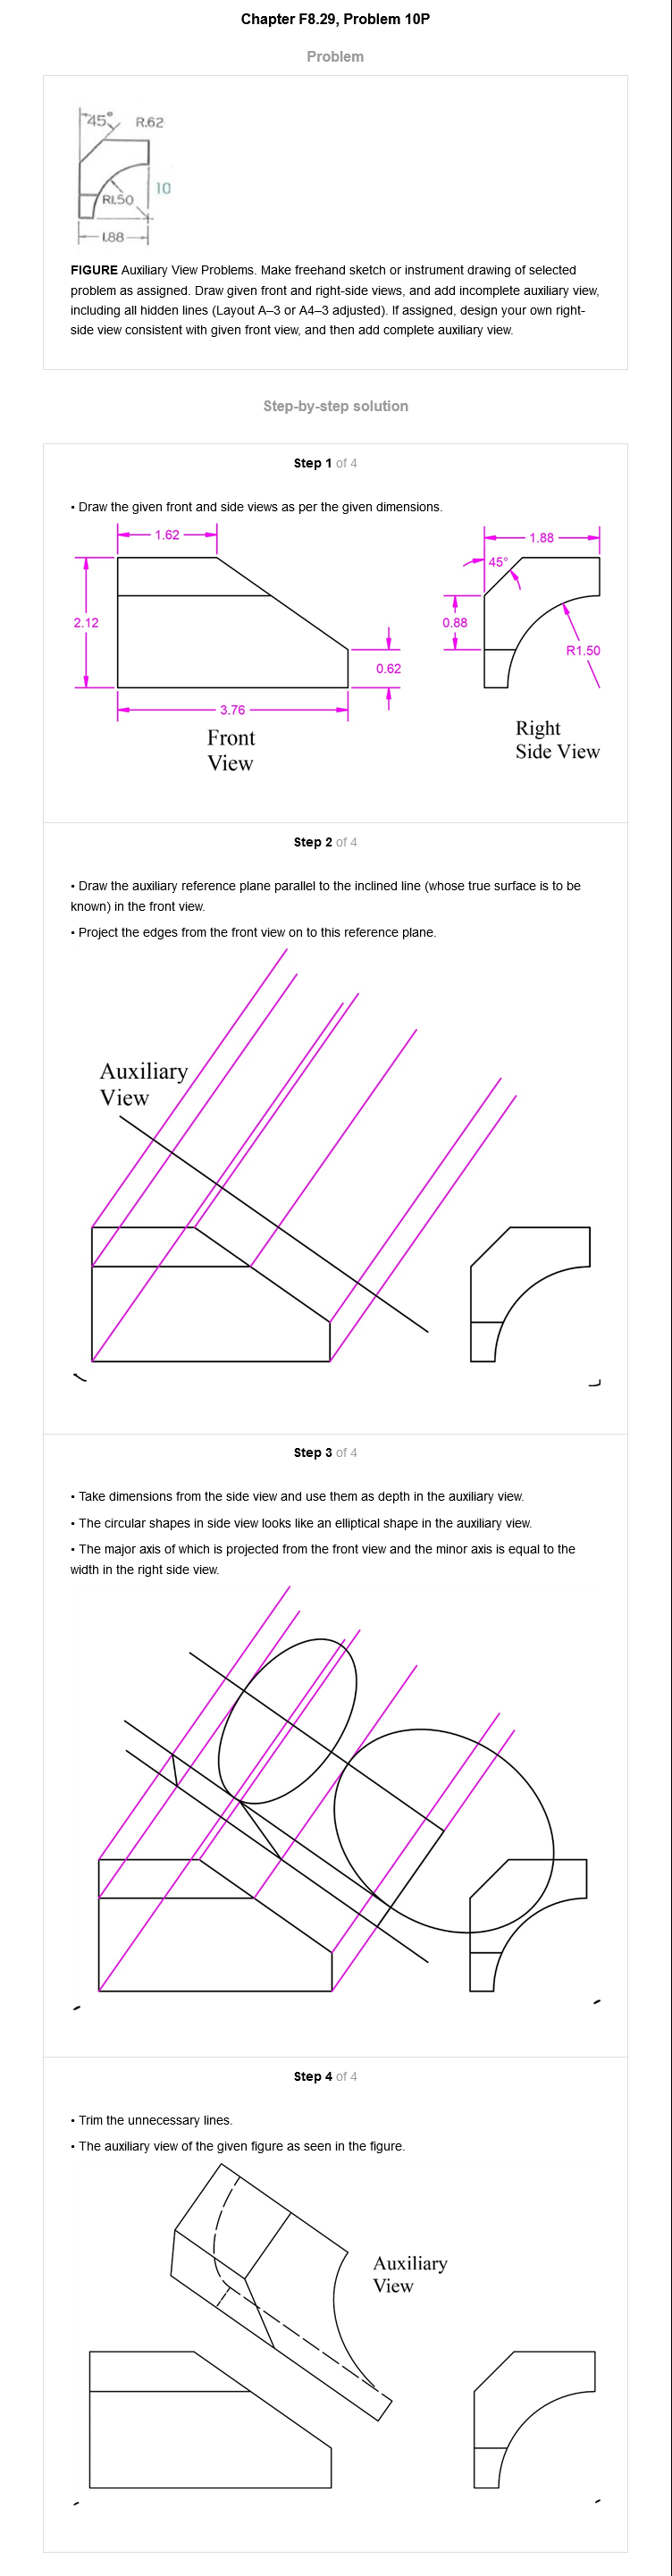 Chapter F8.29, Problem 10P
Problem
45°
R.62
10
R1.50
1.88
FIGURE Auxiliary View Problems. Make freehand sketch or instrument drawing of selected
problem as assigned. Draw given front and right-side views, and add incomplete auxiliary view,
including all hidden lines (Layout A–3 or A4–3 adjusted). If assigned, design your own right-
side view consistent with given front view, and then add complete auxiliary view.
Step-by-step solution
Step 1 of 4
• Draw the given front and side views as per the given dimensions.
1.62
1.88
45°
2.12
0.88
0.62
R1.50
3.76
Front
View
Right
Side View
Step 2 of 4
• Draw the auxiliary reference plane parallel to the inclined line (whose true surface is to be
known) in the front view.
• Project the edges from the front view on to this reference plane.
Auxiliary
View
Step 3 of 4
• Take dimensions from the side view and use them as depth in the auxiliary view.
• The circular shapes in side view looks like an elliptical shape in the auxiliary view.
• The major axis of which is projected from the front view and the minor axis is equal to the
width in the right side view.
Step 4 of 4
• Trim the unnecessary lines.
• The auxiliary view of the given figure as seen in the figure.
Auxiliary
View